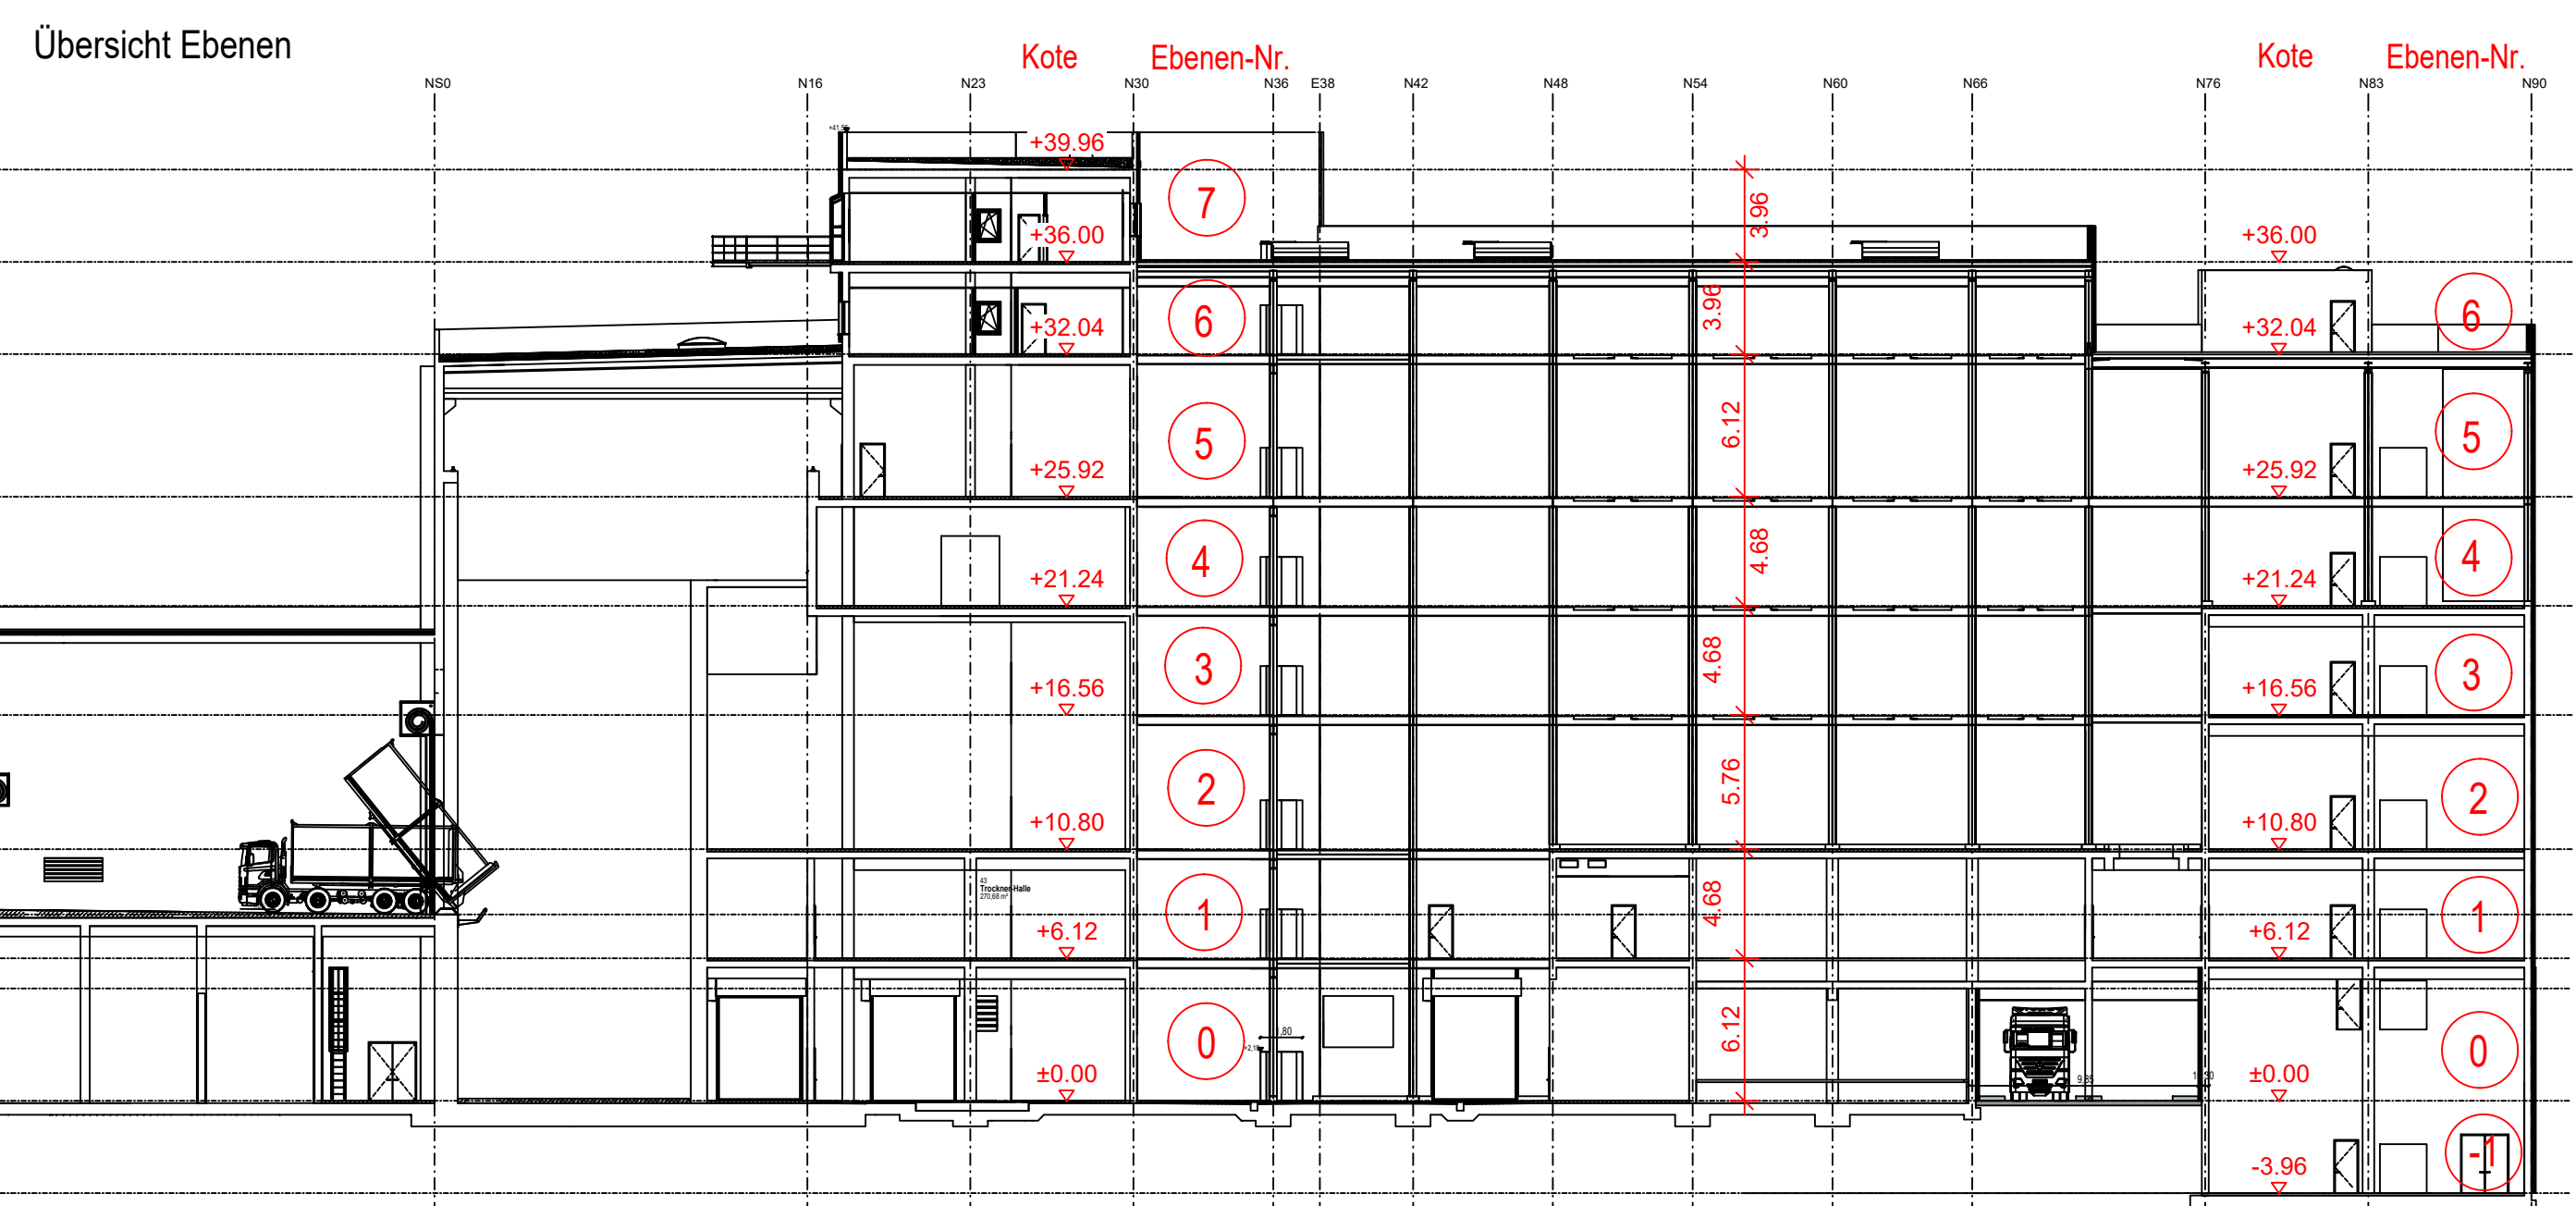 Übersicht Ebenen
Kote
Ebenen-Nr.
Kote
Ebenen-Nr.
NS0
N16
N23
N30
N36
E38
N42
N48
N54
N60
N66
N76
N83
N90
+39.96
7
3.96
+36.00
+36.00
6
3.96
6
+32.04
+32.04
5
6.12
5
+25.92
+25.92
4
4.68
4
+21.24
+21.24
3
4.68
3
+16.56
+16.56
2
5.76
2
+10.80
+10.80
43
Trockner-Halle
270,68 m²
1
4.68
1
+6.12
+6.12
0
6.12
0
±0.00
±0.00
-1
-3.96